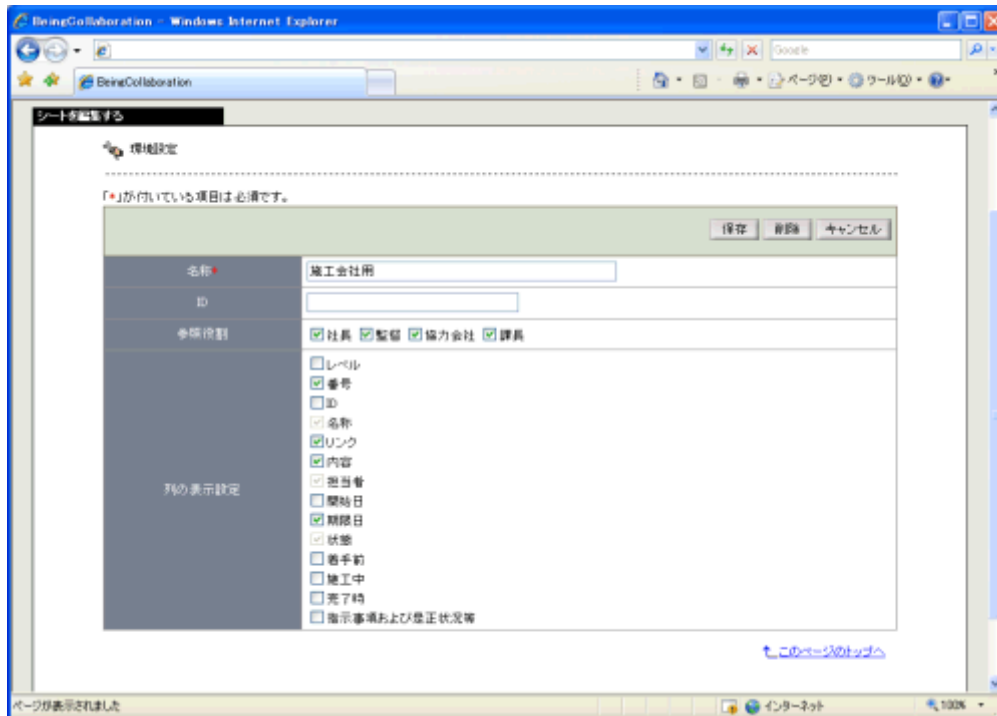 BeingCollaboration - Windows Internet Explorer
Google
BeingCollaboration
ページ(P) ツール(O)
シートを編集する
環境設定
「*」が付いている項目は必須です。
保存 削除 キャンセル
名称* 施工会社用
ID
参照役割 社長 監督 協力会社 課長
レベル
番号
ID
名称
リンク
内容
列の表示設定 担当者
開始日
期限日
状態
着手前
施工中
完了時
指示事項および是正状況等
このページのトップへ
ページが表示されました インターネット 100%